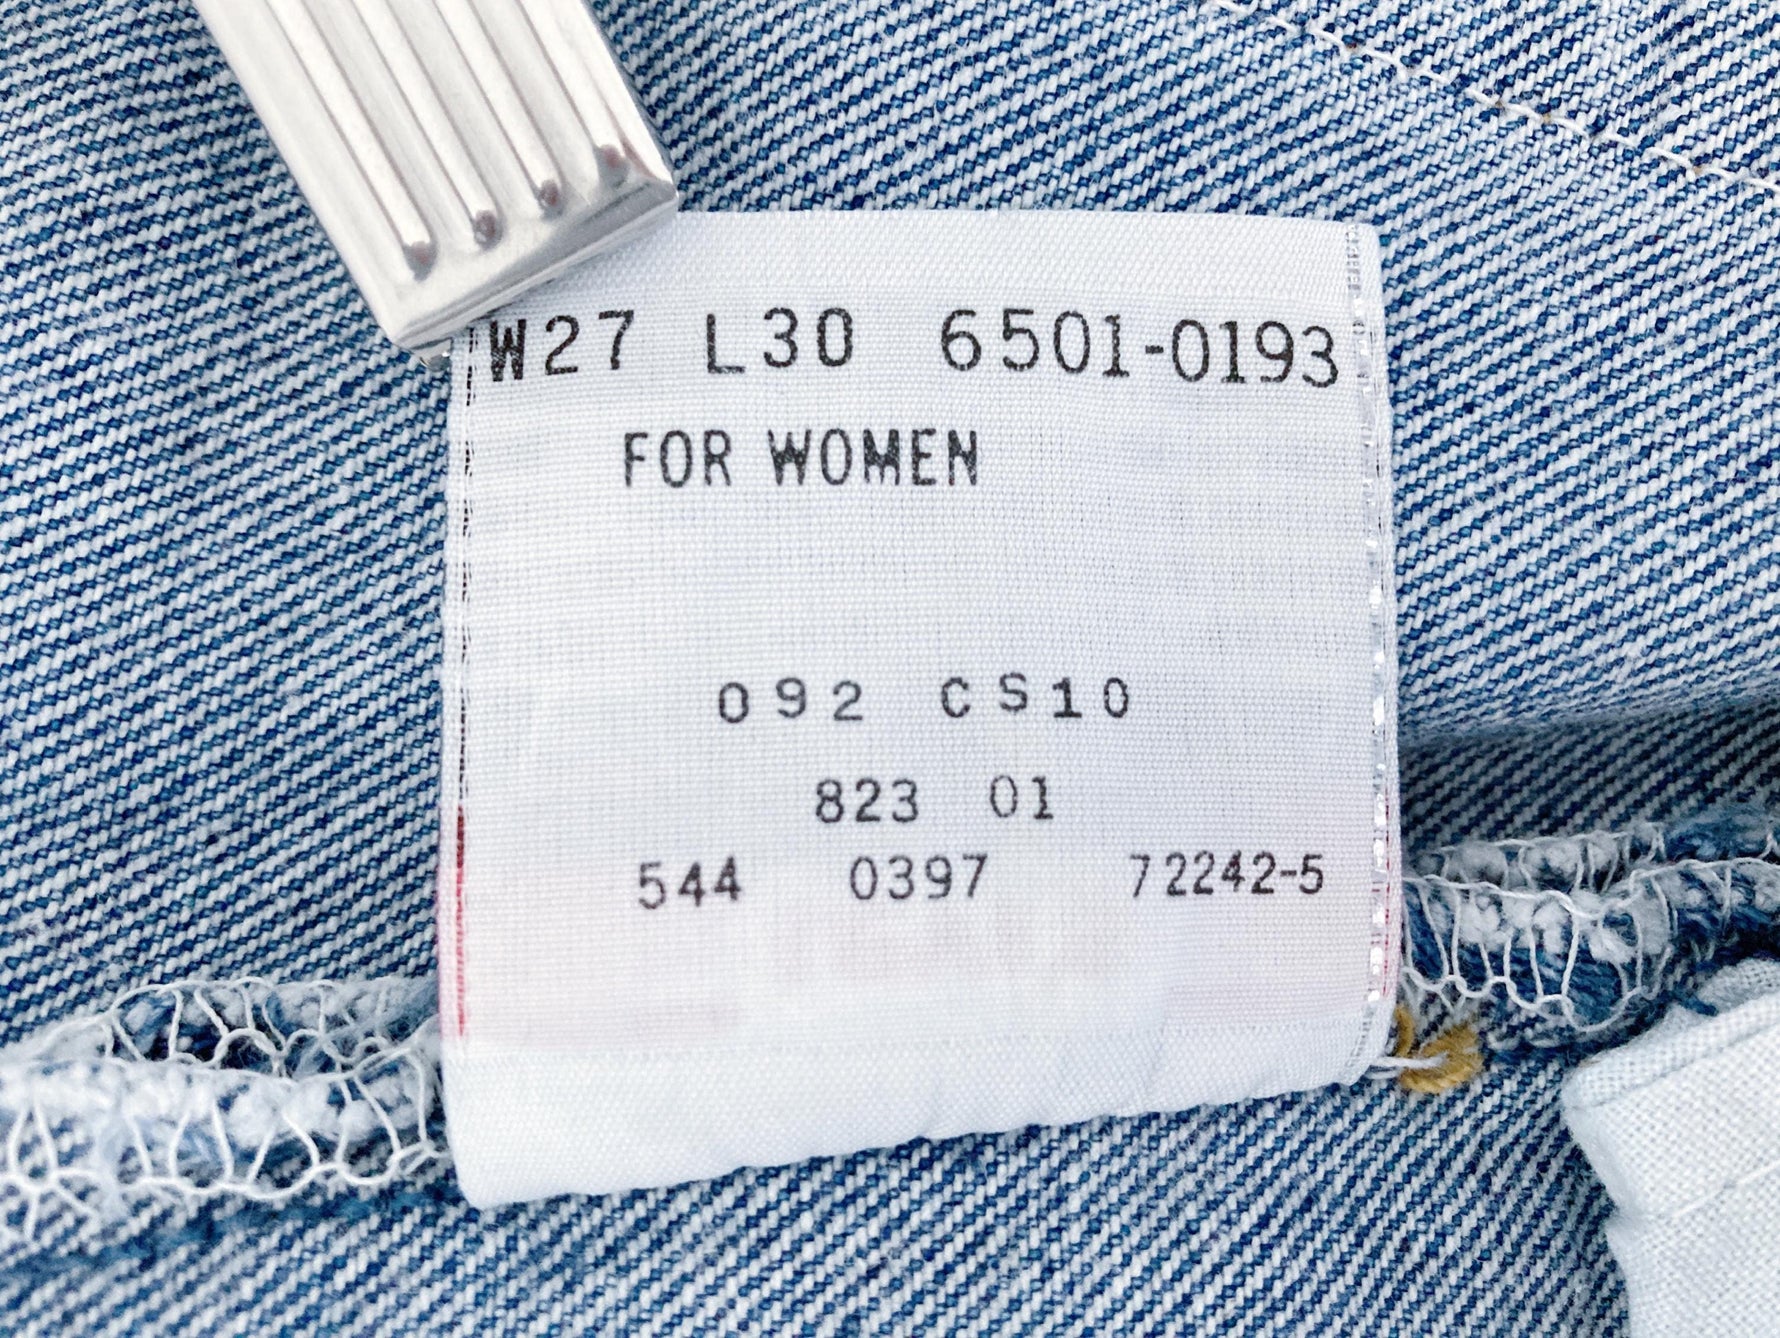 W27 L30 6501-0193
FOR WOMEN
092 CS10
823 01
544 0397 72242-5